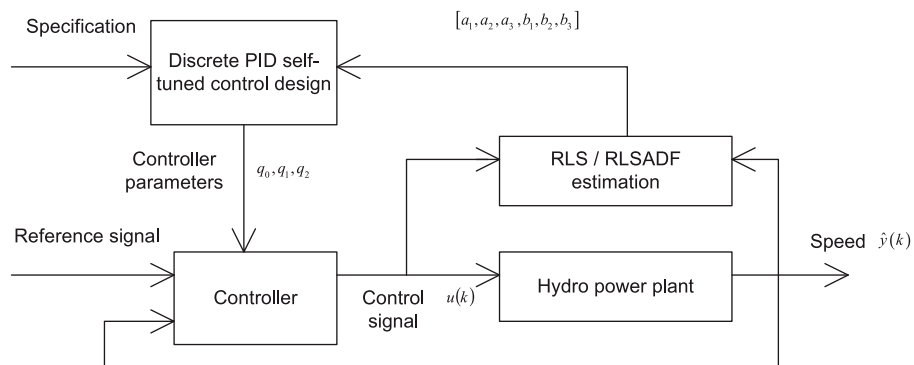 Specification
[a₁, a₂, a₃, b₁, b₂, b₃]
Discrete PID self-
tuned control design
Controller
parameters
q₀, q₁, q₂
RLS / RLSADF
estimation
Reference signal
Speed ŷ(k)
Controller
Control
signal
u(k)
Hydro power plant